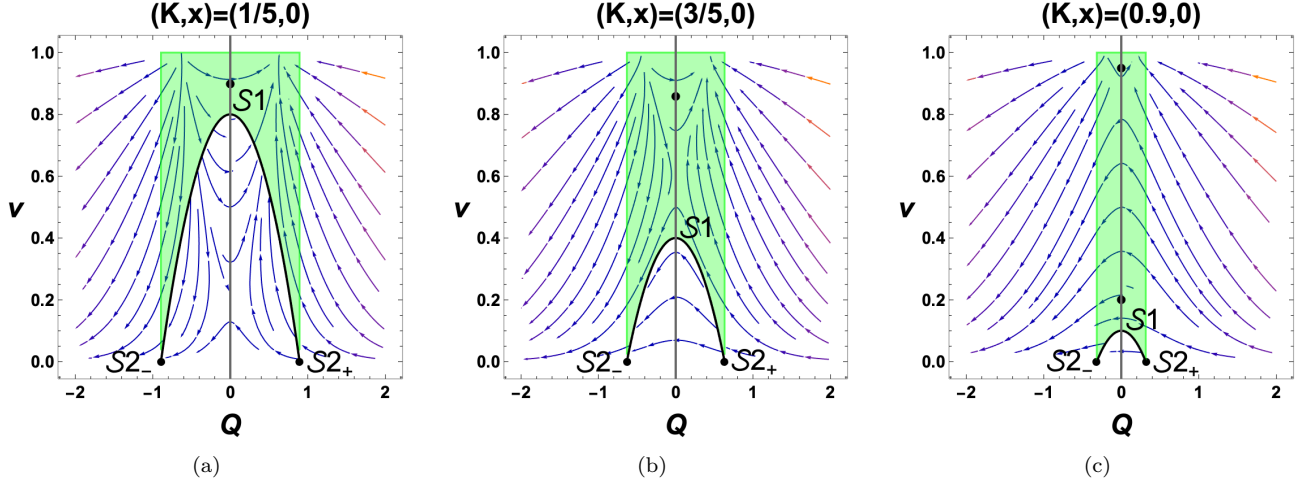 (K,x)=(1/5,0)
1.0
0.8
0.6
0.4
0.2
0.0
v
S1
S2₋
S2₊
−2
−1
0
1
2
Q
(a)
(K,x)=(3/5,0)
1.0
0.8
0.6
0.4
0.2
0.0
v
S1
S2₋
S2₊
−2
−1
0
1
2
Q
(b)
(K,x)=(0.9,0)
1.0
0.8
0.6
0.4
0.2
0.0
v
S1
S2₋
S2₊
−2
−1
0
1
2
Q
(c)